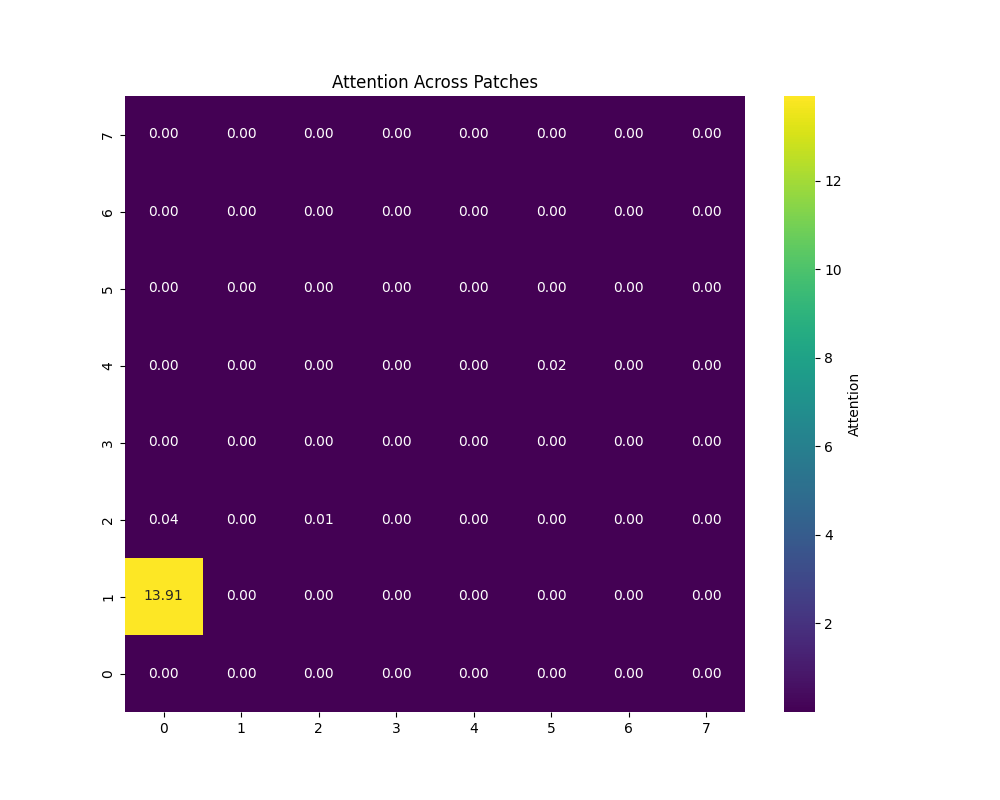 Attention Across Patches
7 0.00 0.00 0.00 0.00 0.00 0.00 0.00 0.00
6 0.00 0.00 0.00 0.00 0.00 0.00 0.00 0.00
5 0.00 0.00 0.00 0.00 0.00 0.00 0.00 0.00
4 0.00 0.00 0.00 0.00 0.00 0.02 0.00 0.00
3 0.00 0.00 0.00 0.00 0.00 0.00 0.00 0.00
2 0.04 0.00 0.01 0.00 0.00 0.00 0.00 0.00
1 13.91 0.00 0.00 0.00 0.00 0.00 0.00 0.00
0 0.00 0.00 0.00 0.00 0.00 0.00 0.00 0.00
0 1 2 3 4 5 6 7
12
10
8
6
4
2
Attention